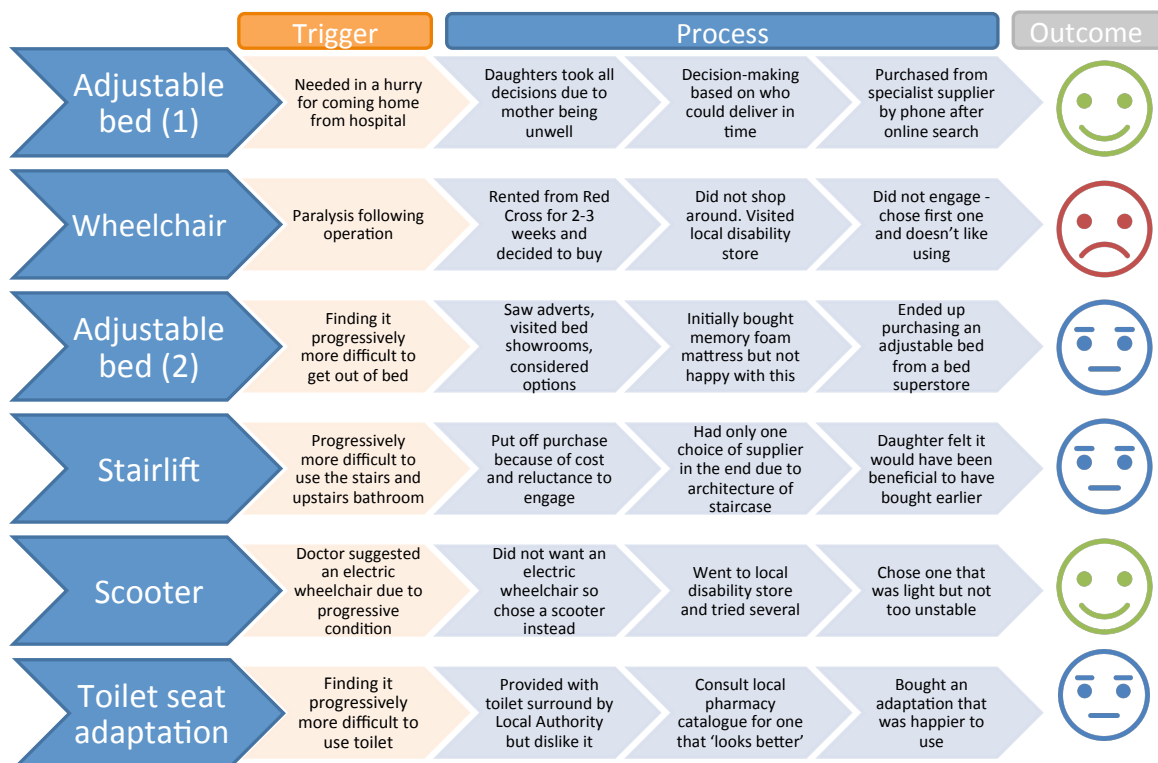 Trigger
Process
Outcome
Adjustable
bed (1)
Needed in a hurry
for coming home
from hospital
Daughters took all
decisions due to
mother being
unwell
Decision-making
based on who
could deliver in
time
Purchased from
specialist supplier
by phone after
online search
Wheelchair
Paralysis following
operation
Rented from Red
Cross for 2-3
weeks and
decided to buy
Did not shop
around. Visited
local disability
store
Did not engage -
chose first one
and doesn't like
using
Adjustable
bed (2)
Finding it
progressively
more difficult to
get out of bed
Saw adverts,
visited bed
showrooms,
considered
options
Initially bought
memory foam
mattress but not
happy with this
Ended up
purchasing an
adjustable bed
from a bed
superstore
Stairlift
Progressively
more difficult to
use the stairs and
upstairs bathroom
Put off purchase
because of cost
and reluctance to
engage
Had only one
choice of supplier
in the end due to
architecture of
staircase
Daughter felt it
would have been
beneficial to have
bought earlier
Scooter
Doctor suggested
an electric
wheelchair due to
progressive
condition
Did not want an
electric
wheelchair so
chose a scooter
instead
Went to local
disability store
and tried several
Chose one that
was light but not
too unstable
Toilet seat
adaptation
Finding it
progressively
more difficult to
use toilet
Provided with
toilet surround by
Local Authority
but dislike it
Consult local
pharmacy
catalogue for one
that 'looks better'
Bought an
adaptation that
was happier to
use